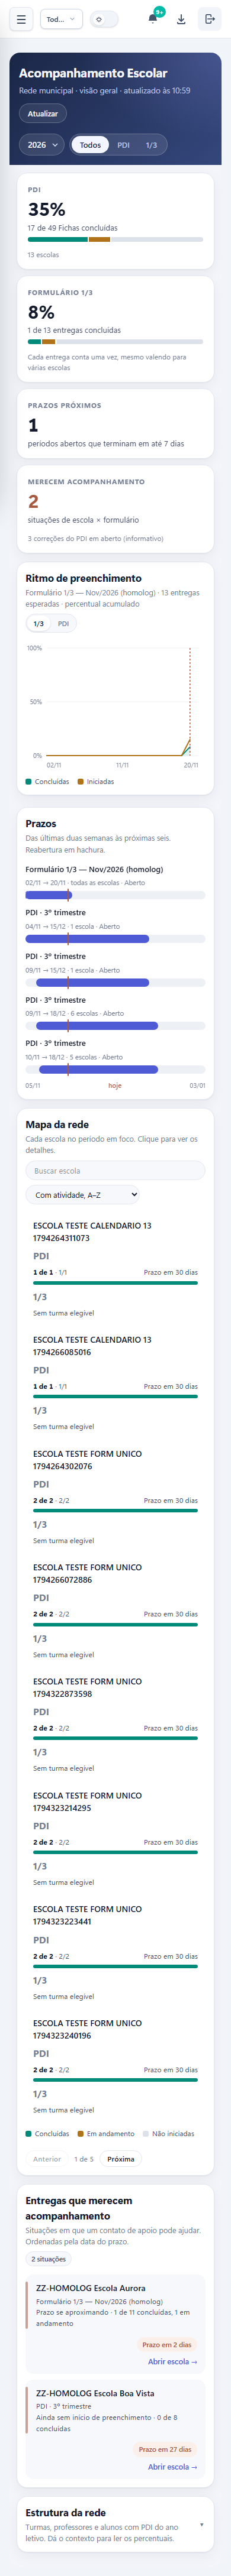 Tod...
9+
Acompanhamento Escolar
Rede municipal · visão geral · atualizado às 10:59
Atualizar
2026
Todos
PDI
1/3
PDI
35%
17 de 49 Fichas concluídas
13 escolas
FORMULÁRIO 1/3
8%
1 de 13 entregas concluídas
Cada entrega conta uma vez, mesmo valendo para
várias escolas
PRAZOS PRÓXIMOS
1
períodos abertos que terminam em até 7 dias
MERECEM ACOMPANHAMENTO
2
situações de escola × formulário
3 correções do PDI em aberto (informativo)
Ritmo de preenchimento
Formulário 1/3 — Nov/2026 (homolog) · 13 entregas
esperadas · percentual acumulado
1/3
PDI
100%
50%
0%
02/11
11/11
20/11
Concluídas
Iniciadas
Prazos
Das últimas duas semanas às próximas seis.
Reabertura em hachura.
Formulário 1/3 — Nov/2026 (homolog)
02/11 → 20/11 · todas as escolas · Aberto
PDI · 3º trimestre
04/11 → 15/12 · 1 escola · Aberto
PDI · 3º trimestre
09/11 → 15/12 · 1 escola · Aberto
PDI · 3º trimestre
09/11 → 18/12 · 6 escolas · Aberto
PDI · 3º trimestre
10/11 → 18/12 · 5 escolas · Aberto
05/11
hoje
03/01
Mapa da rede
Cada escola no período em foco. Clique para ver os
detalhes.
Buscar escola
Com atividade, A–Z
ESCOLA TESTE CALENDARIO 13
1794264311073
PDI
1 de 1 · 1/1
Prazo em 30 dias
1/3
Sem turma elegível
ESCOLA TESTE CALENDARIO 13
1794266085016
PDI
1 de 1 · 1/1
Prazo em 30 dias
1/3
Sem turma elegível
ESCOLA TESTE FORM UNICO
1794264302076
PDI
2 de 2 · 2/2
Prazo em 30 dias
1/3
Sem turma elegível
ESCOLA TESTE FORM UNICO
1794266072886
PDI
2 de 2 · 2/2
Prazo em 30 dias
1/3
Sem turma elegível
ESCOLA TESTE FORM UNICO
1794322873598
PDI
2 de 2 · 2/2
Prazo em 30 dias
1/3
Sem turma elegível
ESCOLA TESTE FORM UNICO
1794323214295
PDI
2 de 2 · 2/2
Prazo em 30 dias
1/3
Sem turma elegível
ESCOLA TESTE FORM UNICO
1794323223441
PDI
2 de 2 · 2/2
Prazo em 30 dias
1/3
Sem turma elegível
ESCOLA TESTE FORM UNICO
1794323240196
PDI
2 de 2 · 2/2
Prazo em 30 dias
1/3
Sem turma elegível
Concluídas
Em andamento
Não iniciadas
Anterior
1 de 5
Próxima
Entregas que merecem
acompanhamento
Situações em que um contato de apoio pode ajudar.
Ordenadas pela data do prazo.
2 situações
ZZ-HOMOLOG Escola Aurora
Formulário 1/3 — Nov/2026 (homolog)
Prazo se aproximando · 1 de 11 concluídas, 1 em
andamento
Prazo em 2 dias
Abrir escola →
ZZ-HOMOLOG Escola Boa Vista
PDI · 3º trimestre
Ainda sem início de preenchimento · 0 de 8
concluídas
Prazo em 27 dias
Abrir escola →
Estrutura da rede
Turmas, professores e alunos com PDI do ano
letivo. Dá o contexto para ler os percentuais.